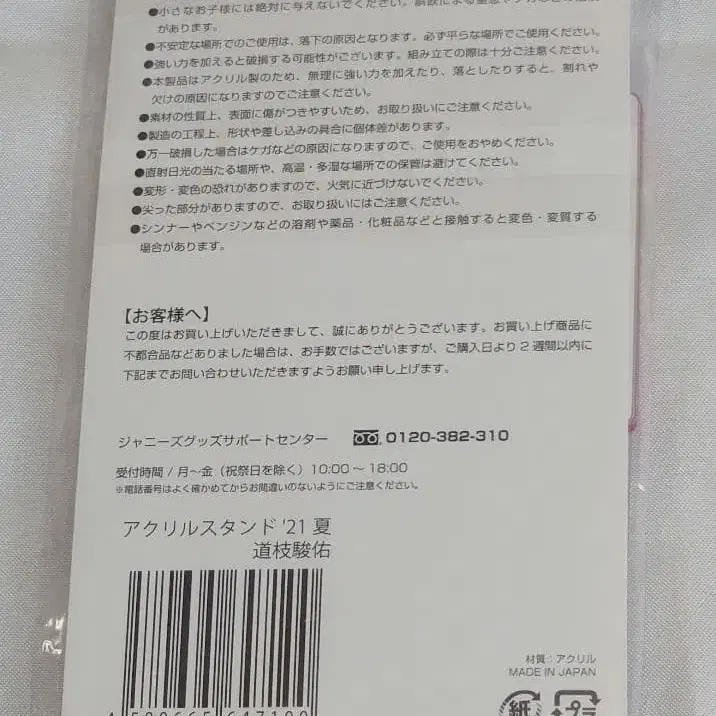 ●小さなお子様には絶対に与えないでください。誤飲による
があります。
●不安定な場所でのご使用は、落下の原因となります。必ず平らな場所でご使用ください。
●強い力を加えると破損する可能性がございます。組み立ての際は十分ご注意ください。
●本製品はアクリル製のため、無理に強い力を加えたり、落としたりすると、割れや
欠けの原因になりますのでご注意ください。
●素材の性質上、表面に傷がつきやすいため、お取り扱いにご注意ください。
●製造の工程上、形状や差し込みの具合に個体差があります。
●万一破損した場合はケガなどの原因になりますので、ご使用をおやめください。
●直射日光の当たる場所や、高温・多湿な場所での保管は避けてください。
●変形・変色の恐れがありますので、火気に近づけないでください。
●尖った部分がありますので、お取り扱いにはご注意ください。
●シンナーやベンジンなどの溶剤や薬品・化粧品などと接触すると変色・変質する
場合があります。
【お客様へ】
この度はお買い上げいただきまして、誠にありがとうございます。お買い上げ商品に
不都合品などありました場合は、お手数ではございますが、ご購入日より2週間以内に
下記までお問い合わせいただきますようお願い申し上げます。
ジャニーズグッズサポートセンター 0120-382-310
受付時間/月〜金（祝祭日を除く）10:00〜18:00
※電話番号はよく確かめてからお間違いのないようにご注意ください。
アクリルスタンド '21 夏
道枝駿佑
材質：アクリル
MADE IN JAPAN
紙 プラ